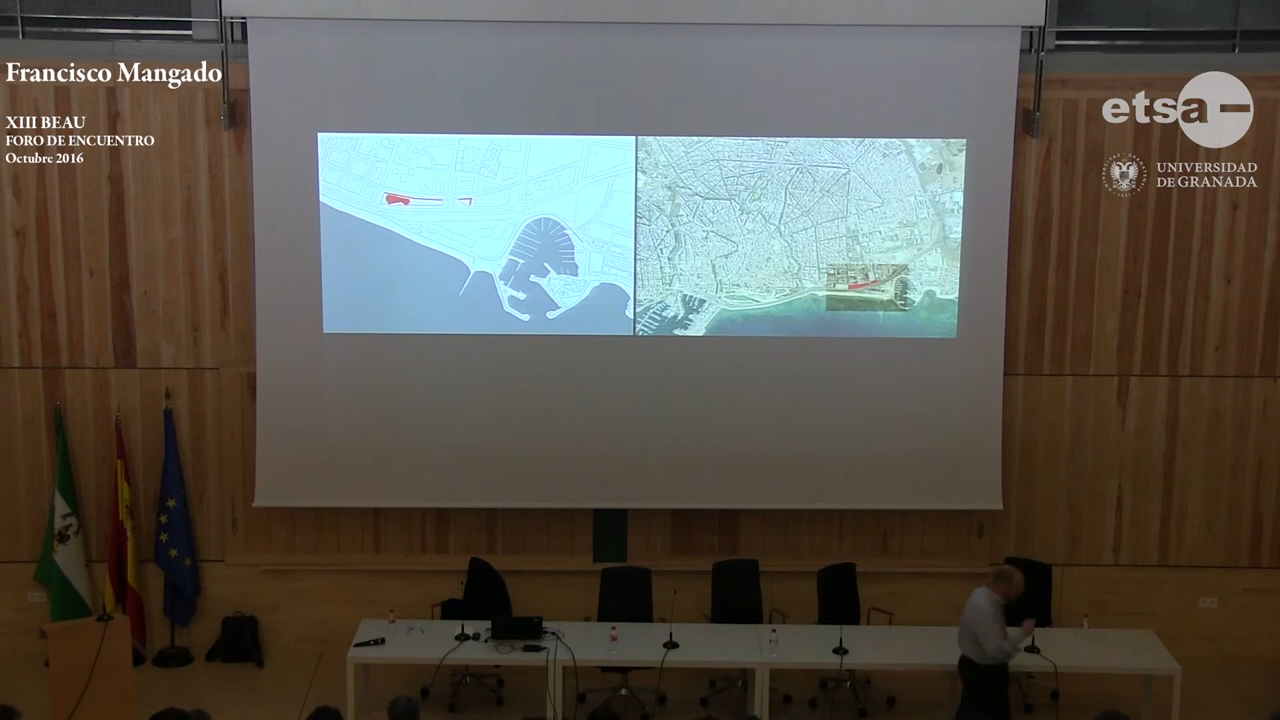 Francisco Mangado
XIII BEAU
FORO DE ENCUENTRO
Octubre 2016
etsa
UNIVERSIDAD
DE GRANADA